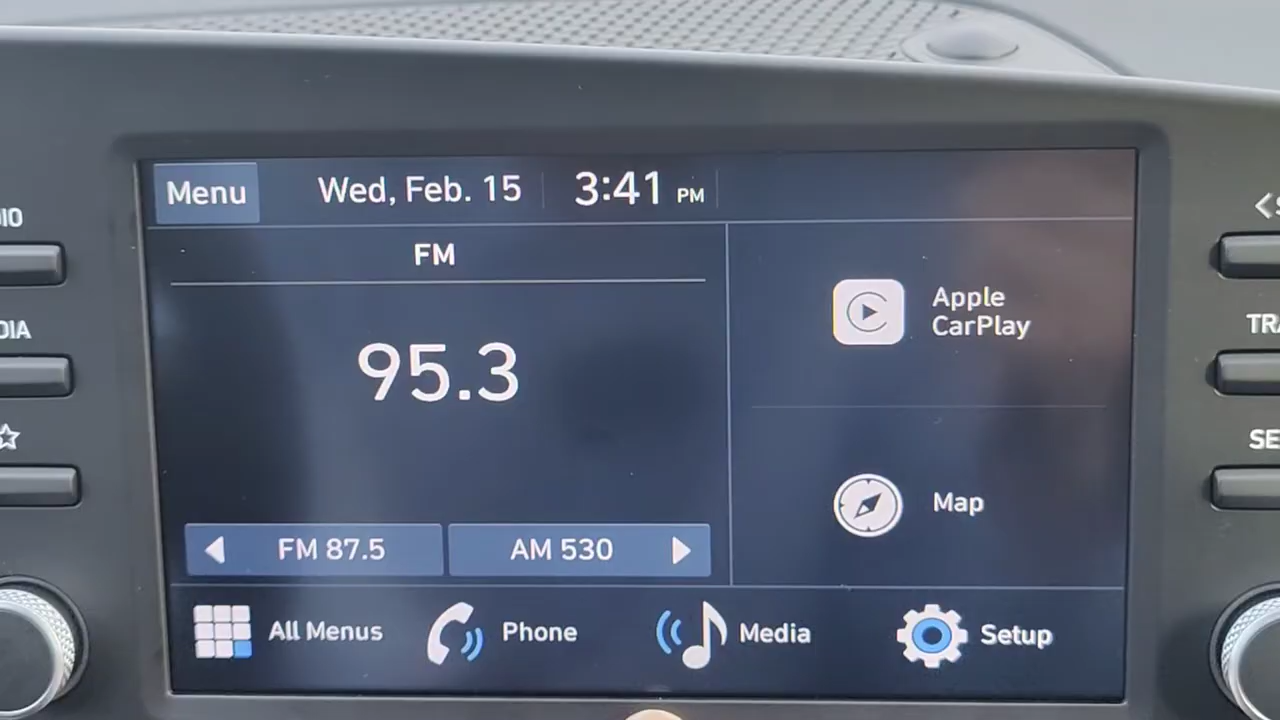 Menu
Wed, Feb. 15
3:41 PM
FM
95.3
FM 87.5
AM 530
Apple
CarPlay
Map
All Menus
Phone
Media
Setup